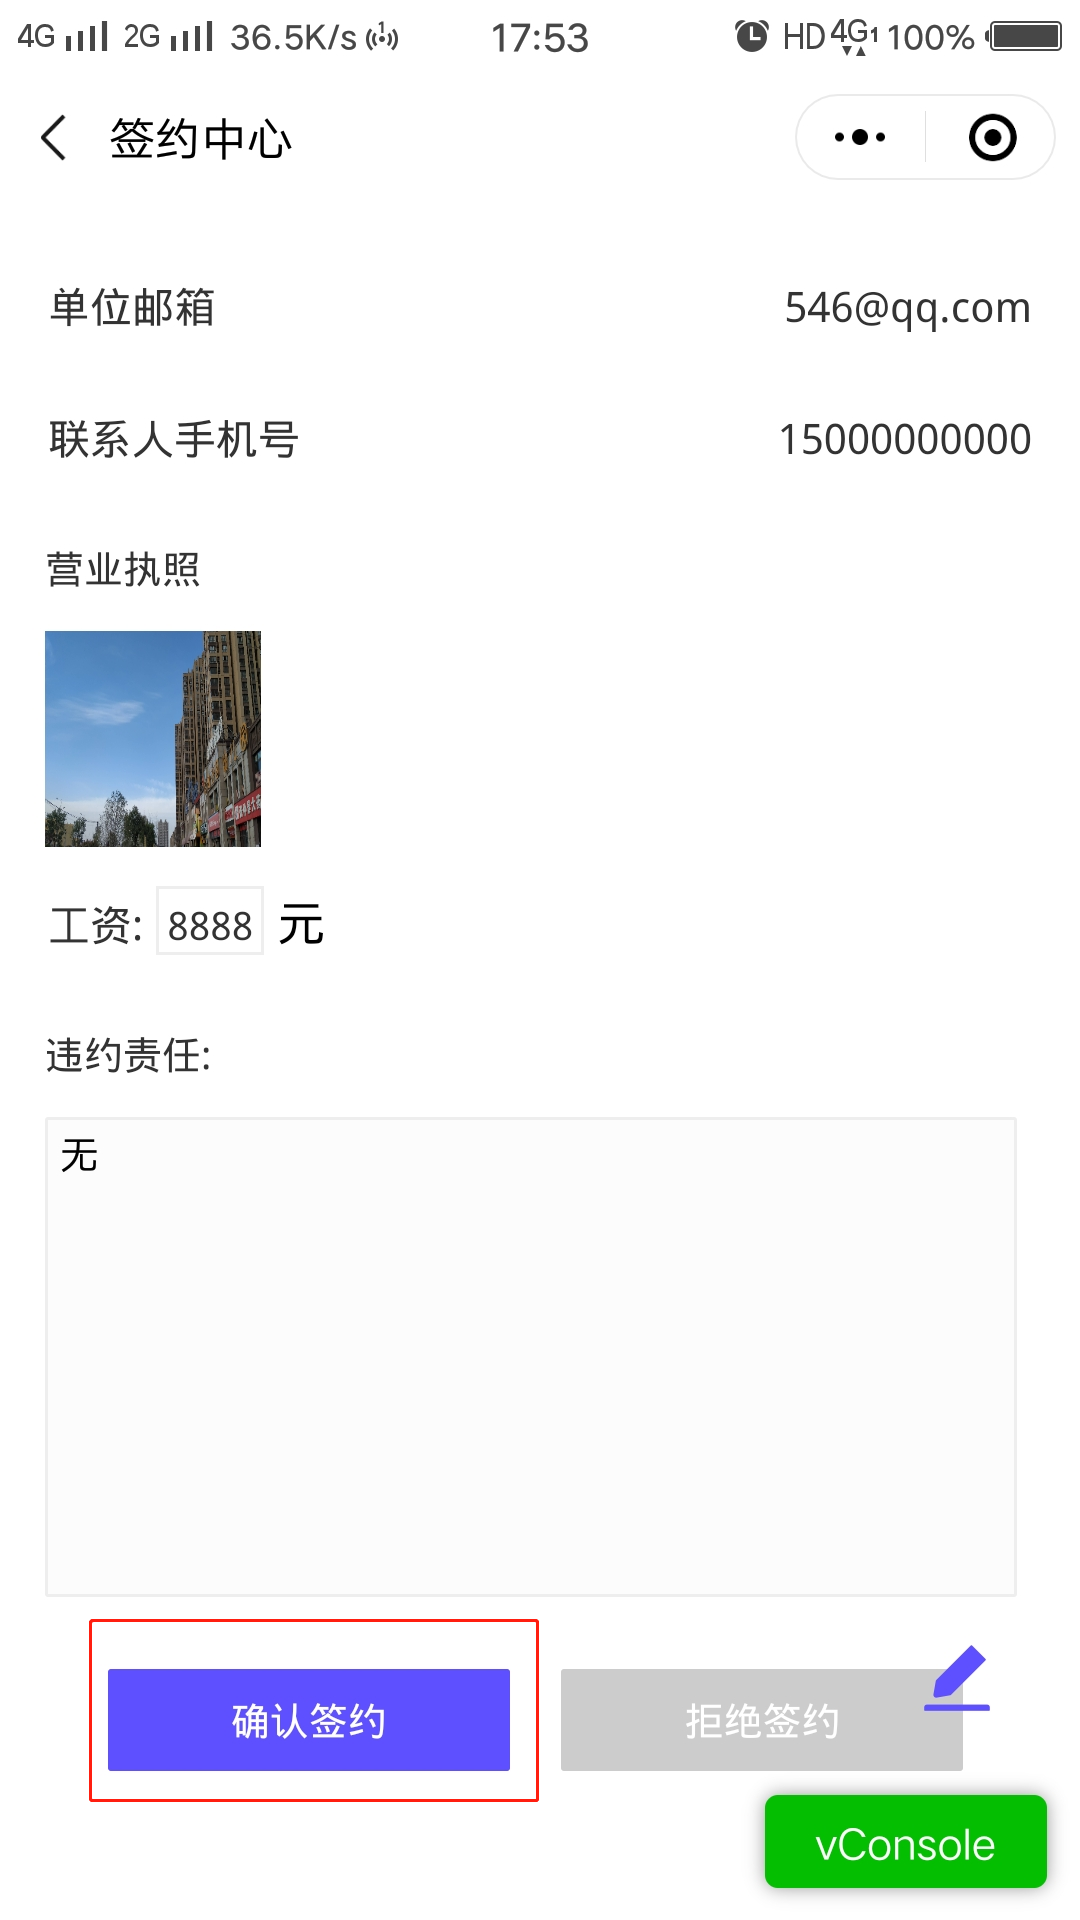 4G 2G 36.5K/s 17:53 HD 4G 1 100%
签约中心
单位邮箱 546@qq.com
联系人手机号 15000000000
营业执照
工资: 8888 元
违约责任:
无
确认签约 拒绝签约
vConsole